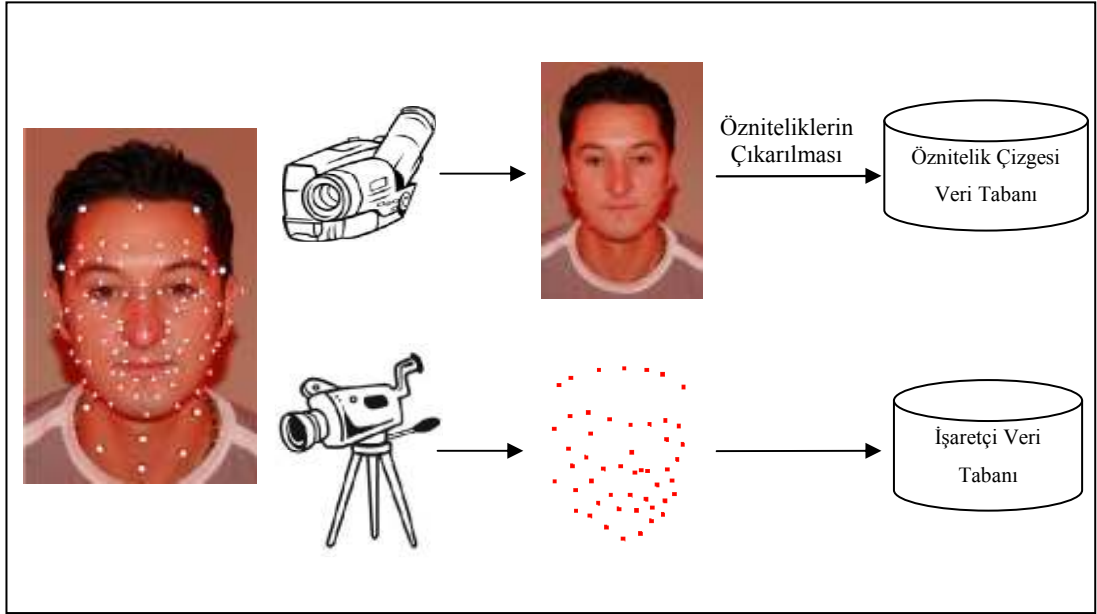 Özniteliklerin
Çıkarılması
Öznitelik Çizgesi
Veri Tabanı
İşaretçi Veri
Tabanı